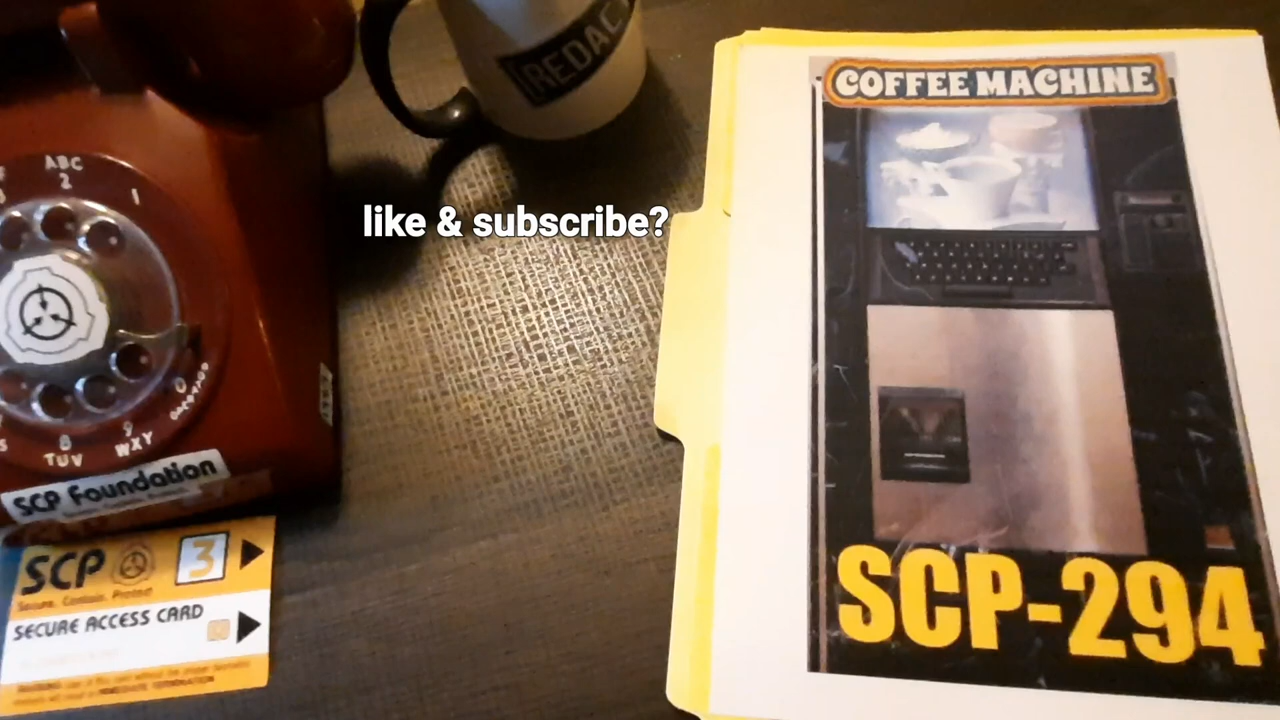 REDAC
COFFEE MACHINE
like & subscribe?
ABC
2
1
8
9
TUV
WXY
SCP Foundation
SCP
3
Secure. Contain. Protect
SECURE ACCESS CARD
SCP-294